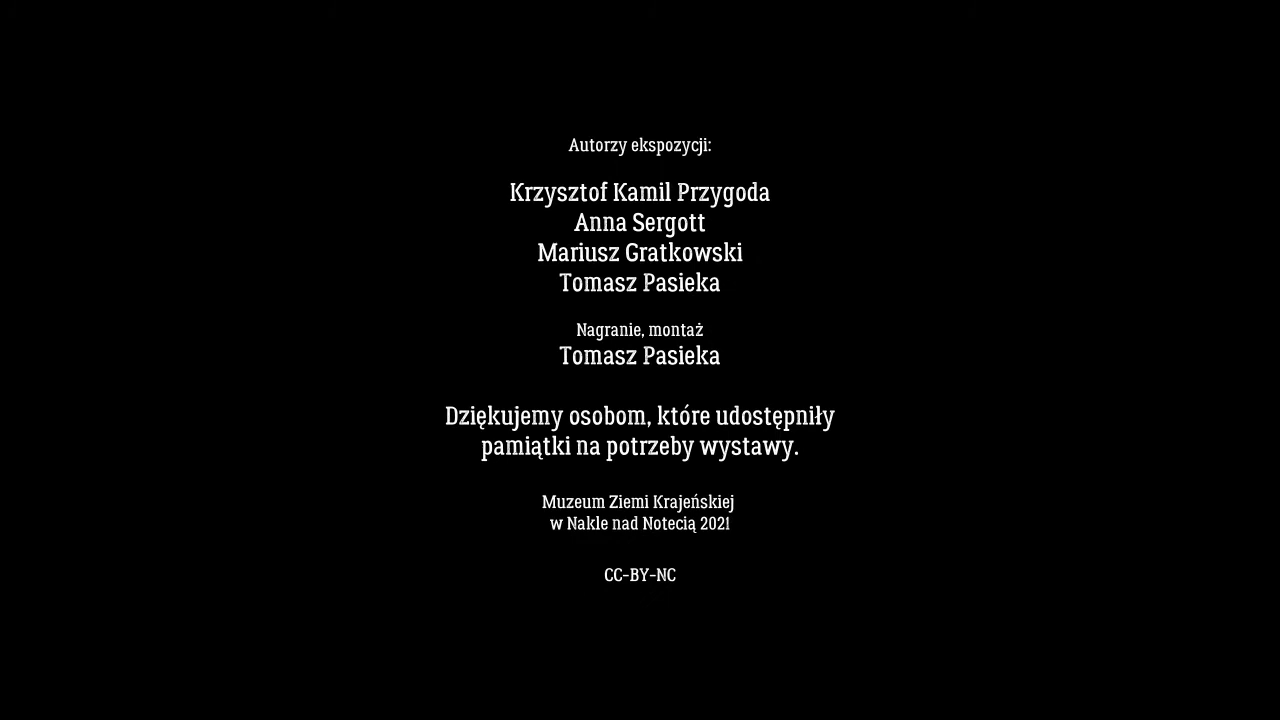 Autorzy ekspozycji:
Krzysztof Kamil Przygoda
Anna Sergott
Mariusz Gratkowski
Tomasz Pasieka
Nagranie, montaż
Tomasz Pasieka
Dziękujemy osobom, które udostępniły
pamiątki na potrzeby wystawy.
Muzeum Ziemi Krajeńskiej
w Nakle nad Notecią 2021
CC-BY-NC